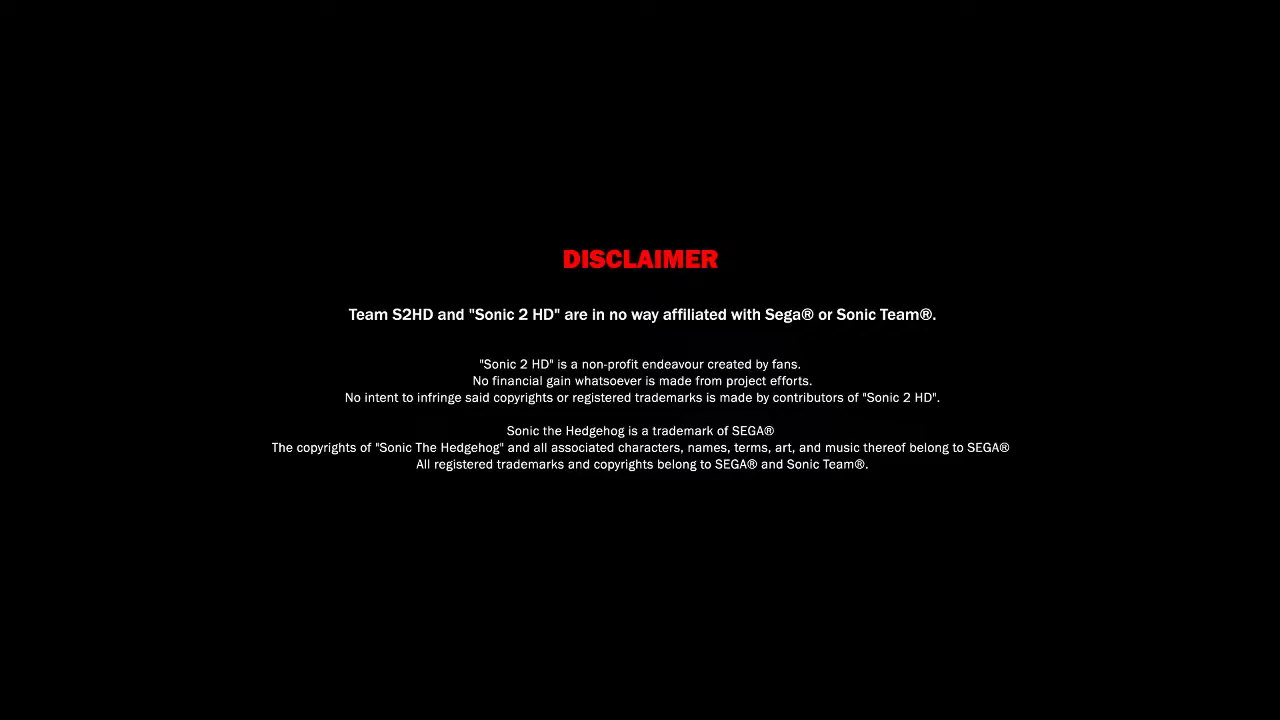 DISCLAIMER
Team S2HD and "Sonic 2 HD" are in no way affiliated with Sega® or Sonic Team®.
"Sonic 2 HD" is a non-profit endeavour created by fans.
No financial gain whatsoever is made from project efforts.
No intent to infringe said copyrights or registered trademarks is made by contributors of "Sonic 2 HD".
Sonic the Hedgehog is a trademark of SEGA®
The copyrights of "Sonic The Hedgehog" and all associated characters, names, terms, art, and music thereof belong to SEGA®
All registered trademarks and copyrights belong to SEGA® and Sonic Team®.